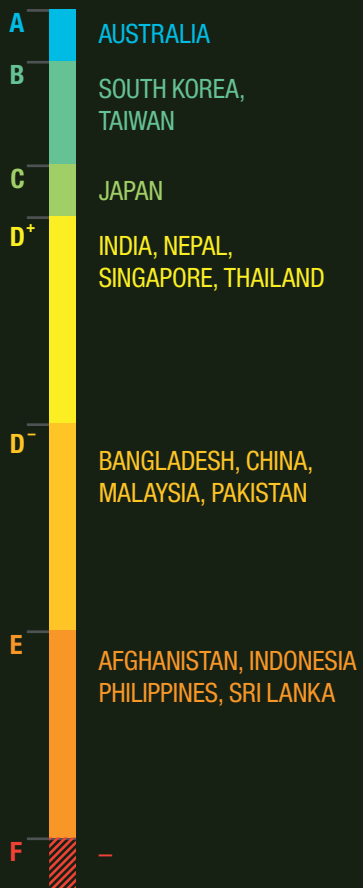 A
AUSTRALIA
B
SOUTH KOREA,
TAIWAN
C
JAPAN
D+
INDIA, NEPAL,
SINGAPORE, THAILAND
D-
BANGLADESH, CHINA,
MALAYSIA, PAKISTAN
E
AFGHANISTAN, INDONESIA
PHILIPPINES, SRI LANKA
F
–